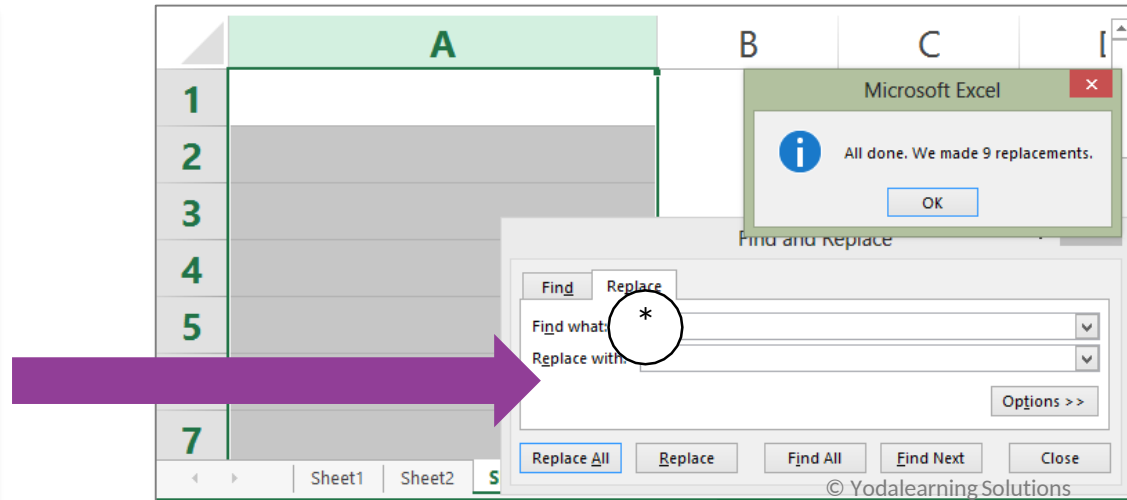 A B C
1
Microsoft Excel
2
All done. We made 9 replacements.
3
OK
Find and Replace
4
Find Replace
5
Find what: *
Replace with:
Options >>
7
Replace All Replace Find All Find Next Close
Sheet1 Sheet2 S
© Yodalearning Solutions